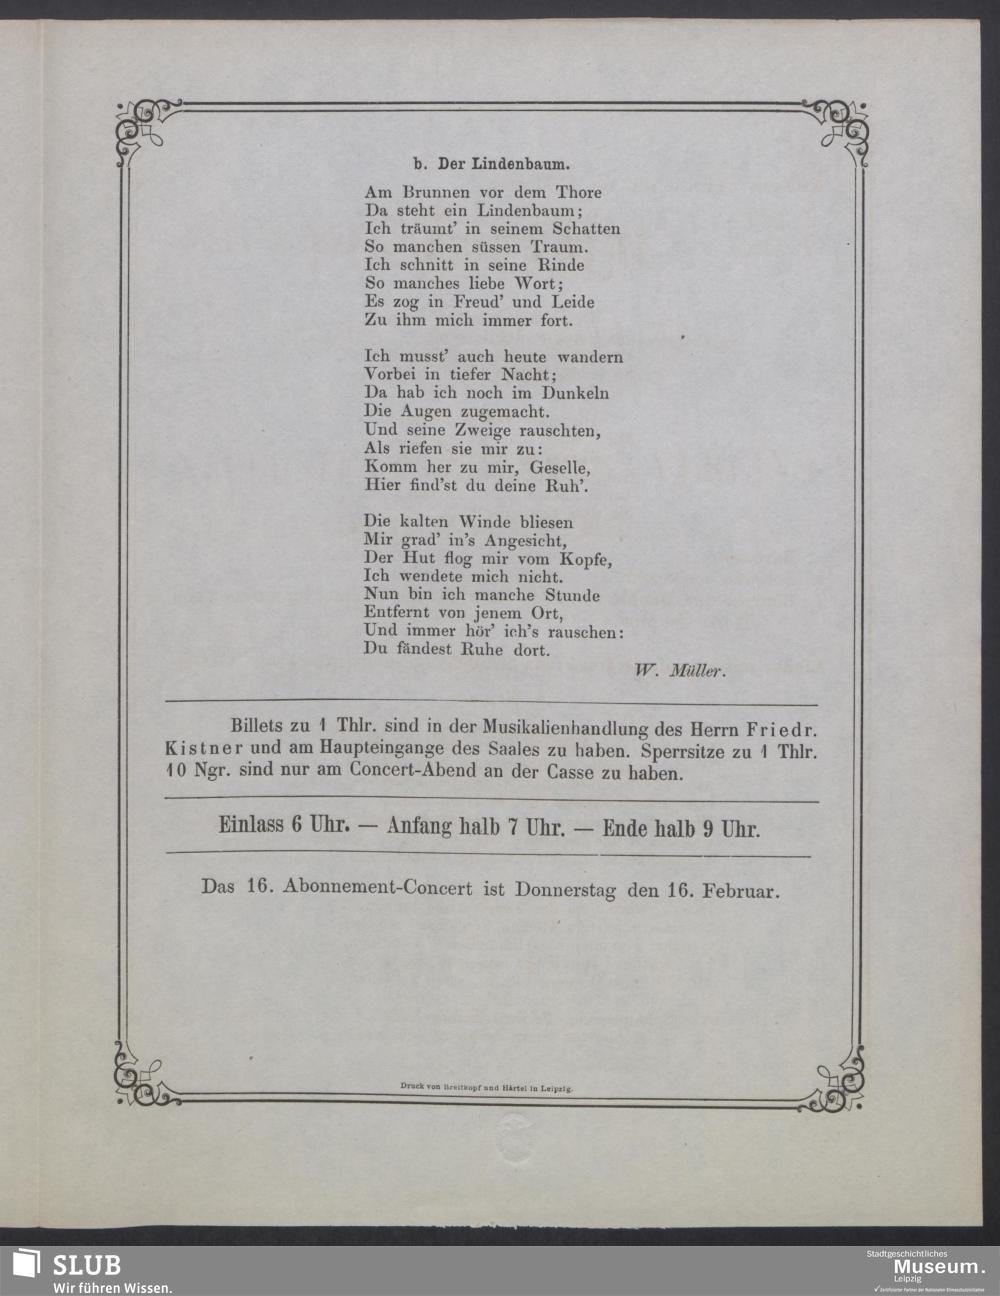 b. Der Lindenbaum.
Am Brunnen vor dem Thore
Da steht ein Lindenbaum;
Ich träumt' in seinem Schatten
So manchen süssen Traum.
Ich schnitt in seine Rinde
So manches liebe Wort;
Es zog in Freud' und Leide
Zu ihm mich immer fort.
Ich musst' auch heute wandern
Vorbei in tiefer Nacht;
Da hab ich noch im Dunkeln
Die Augen zugemacht.
Und seine Zweige rauschten,
Als riefen sie mir zu:
Komm her zu mir, Geselle,
Hier find'st du deine Ruh'.
Die kalten Winde bliesen
Mir grad' in's Angesicht,
Der Hut flog mir vom Kopfe,
Ich wendete mich nicht.
Nun bin ich manche Stunde
Entfernt von jenem Ort,
Und immer hör' ich's rauschen:
Du fändest Ruhe dort.
W. Müller.
Billets zu 1 Thlr. sind in der Musikalienhandlung des Herrn Friedr.
Kistner und am Haupteingange des Saales zu haben. Sperrsitze zu 1 Thlr.
10 Ngr. sind nur am Concert-Abend an der Casse zu haben.
Einlass 6 Uhr. — Anfang halb 7 Uhr. — Ende halb 9 Uhr.
Das 16. Abonnement-Concert ist Donnerstag den 16. Februar.
Druck von Breitkopf und Härtel in Leipzig.
SLUB
Wir führen Wissen.
Stadtgeschichtliches
Museum.
Leipzig
Zertifizierter Partner der Nationalen Klimaschutzinitiative